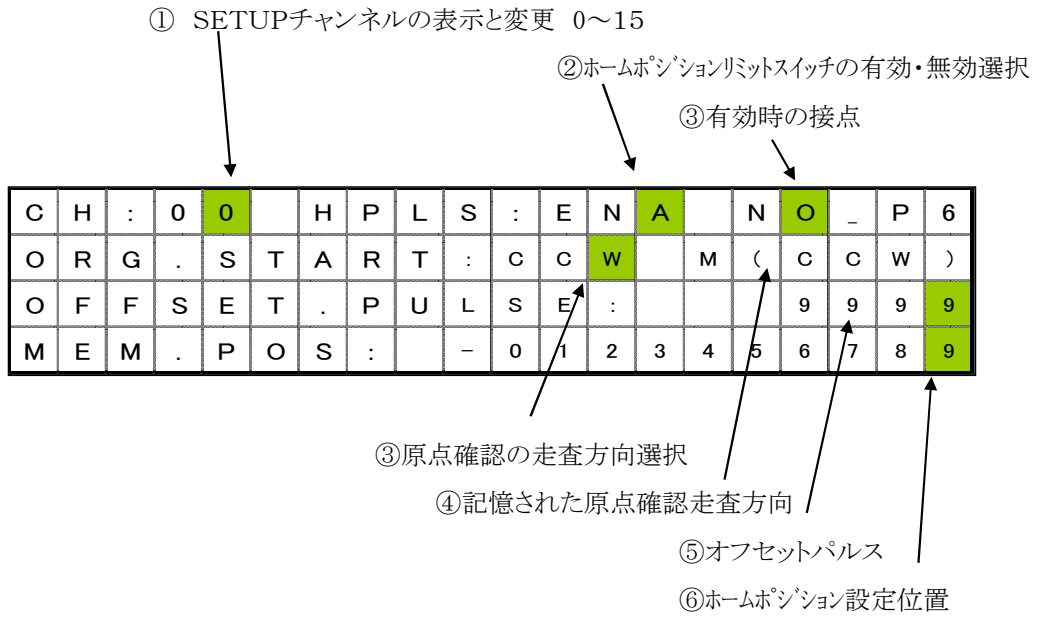 ① SETUPチャンネルの表示と変更 0～15
②ホームポジションリミットスイッチの有効・無効選択
③有効時の接点
CH:00 HPLS:ENA NO_P6
ORG.START:CCW M(CCW)
OFFSET.PULSE:   9999
MEM.POS: -0123456789
③原点確認の走査方向選択
④記憶された原点確認走査方向
⑤オフセットパルス
⑥ホームポジション設定位置